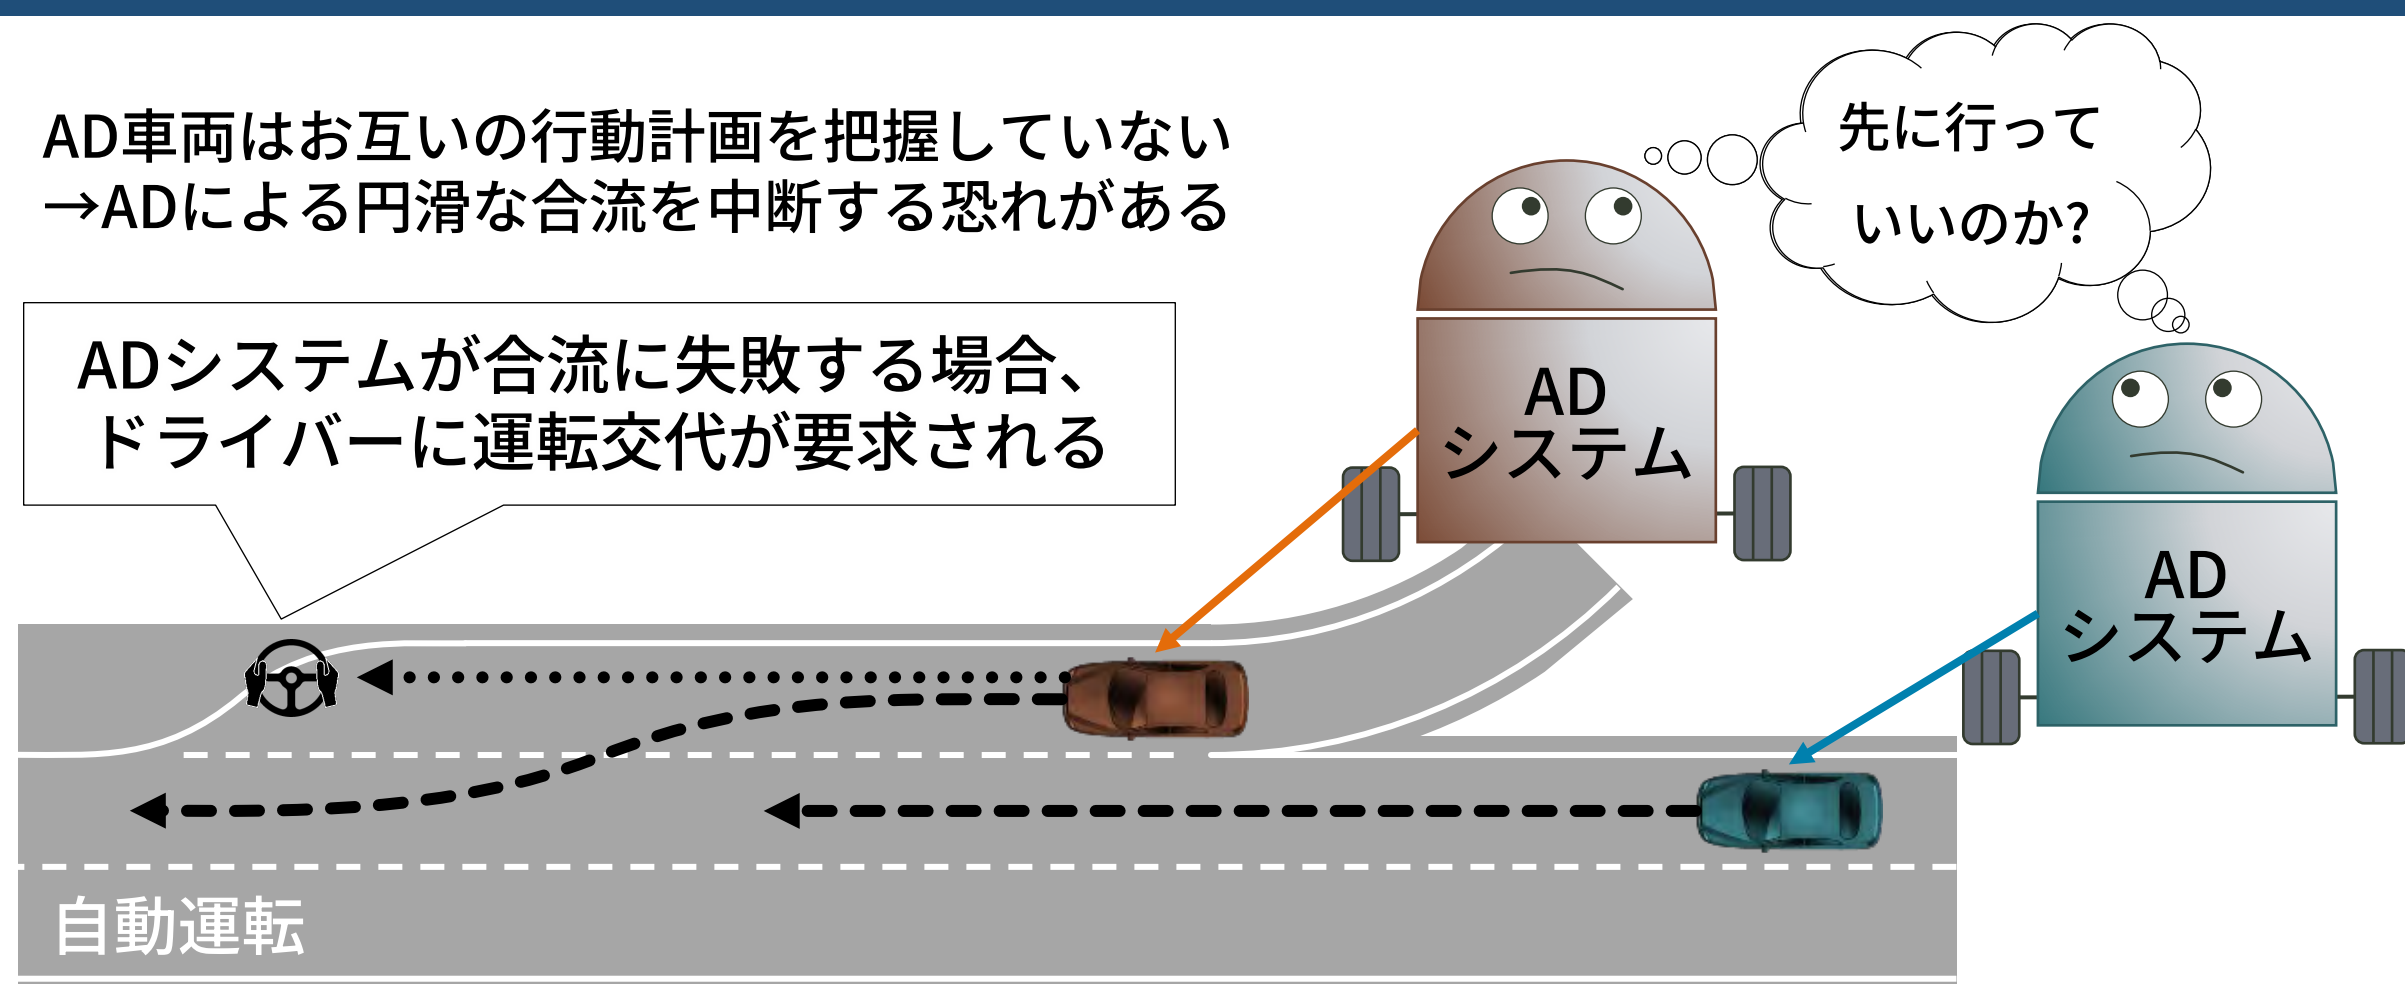 AD車両はお互いの行動計画を把握していない
→ADによる円滑な合流を中断する恐れがある
先に行って
いいのか?
ADシステムが合流に失敗する場合、
ドライバーに運転交代が要求される
AD
システム
AD
システム
自動運転